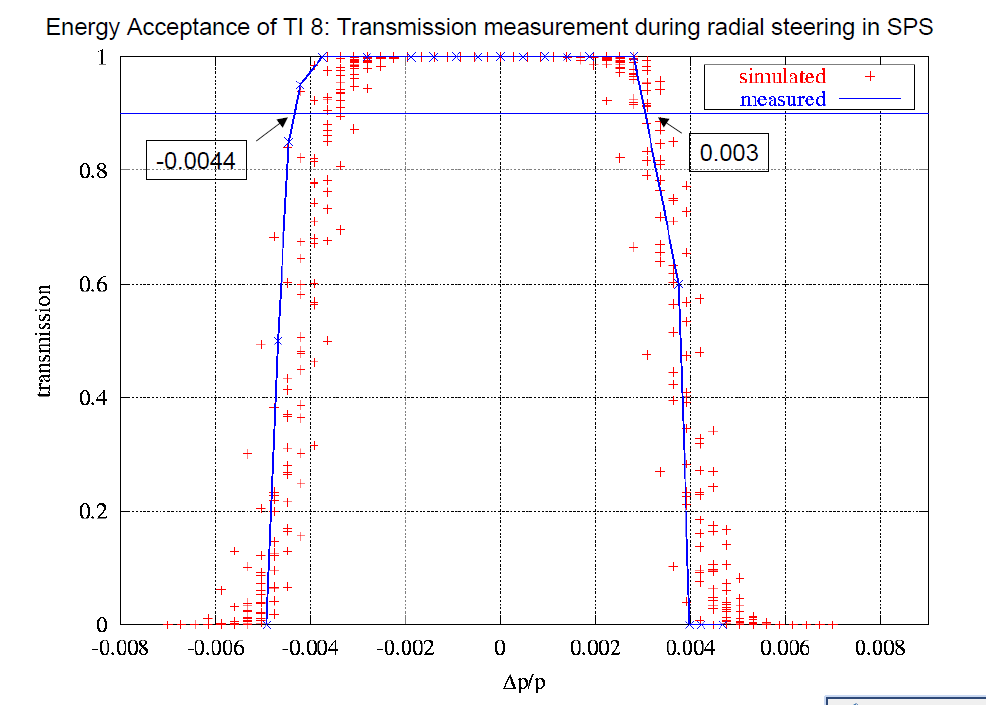 Energy Acceptance of TI 8: Transmission measurement during radial steering in SPS
1
simulated
measured
-0.0044
0.003
0.8
0.6
transmission
0.4
0.2
0
-0.008 -0.006 -0.004 -0.002 0 0.002 0.004 0.006 0.008
Δp/p